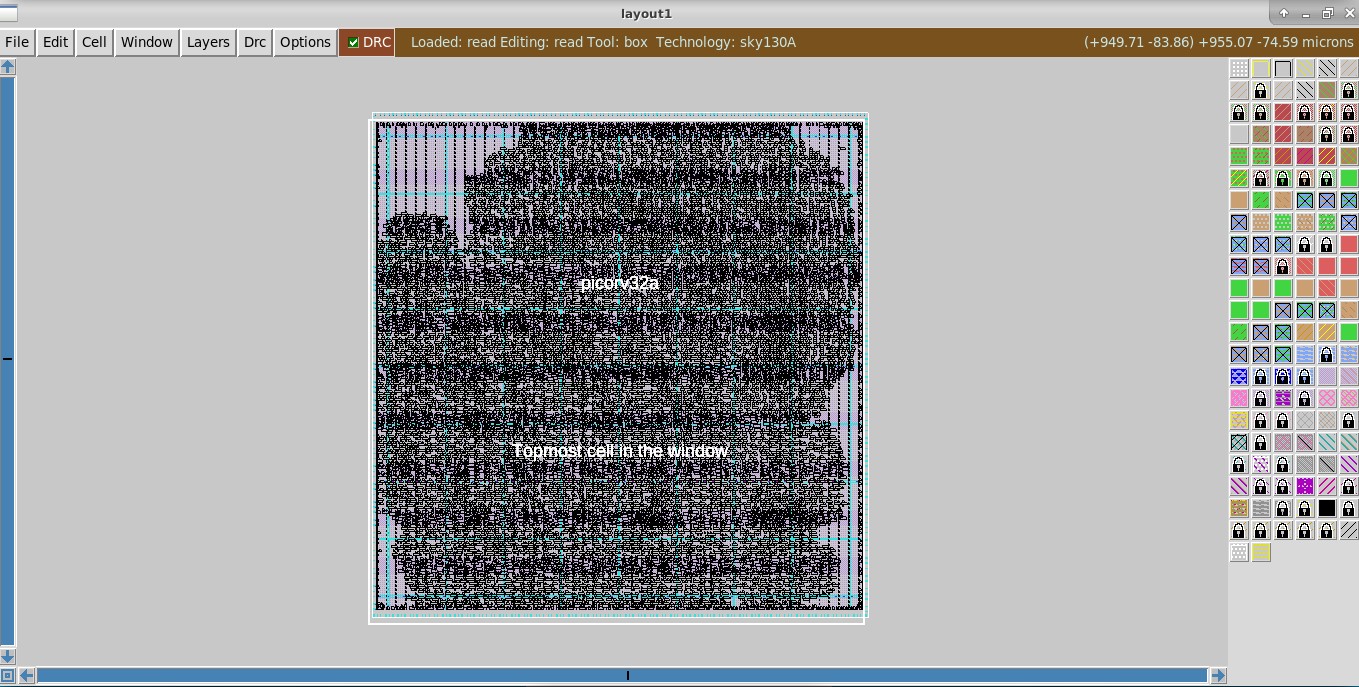 layout1
File Edit Cell Window Layers Drc Options DRC Loaded: read Editing: read Tool: box Technology: sky130A (+949.71 -83.86) +955.07 -74.59 microns
picorv32a
Topmost cell in the window